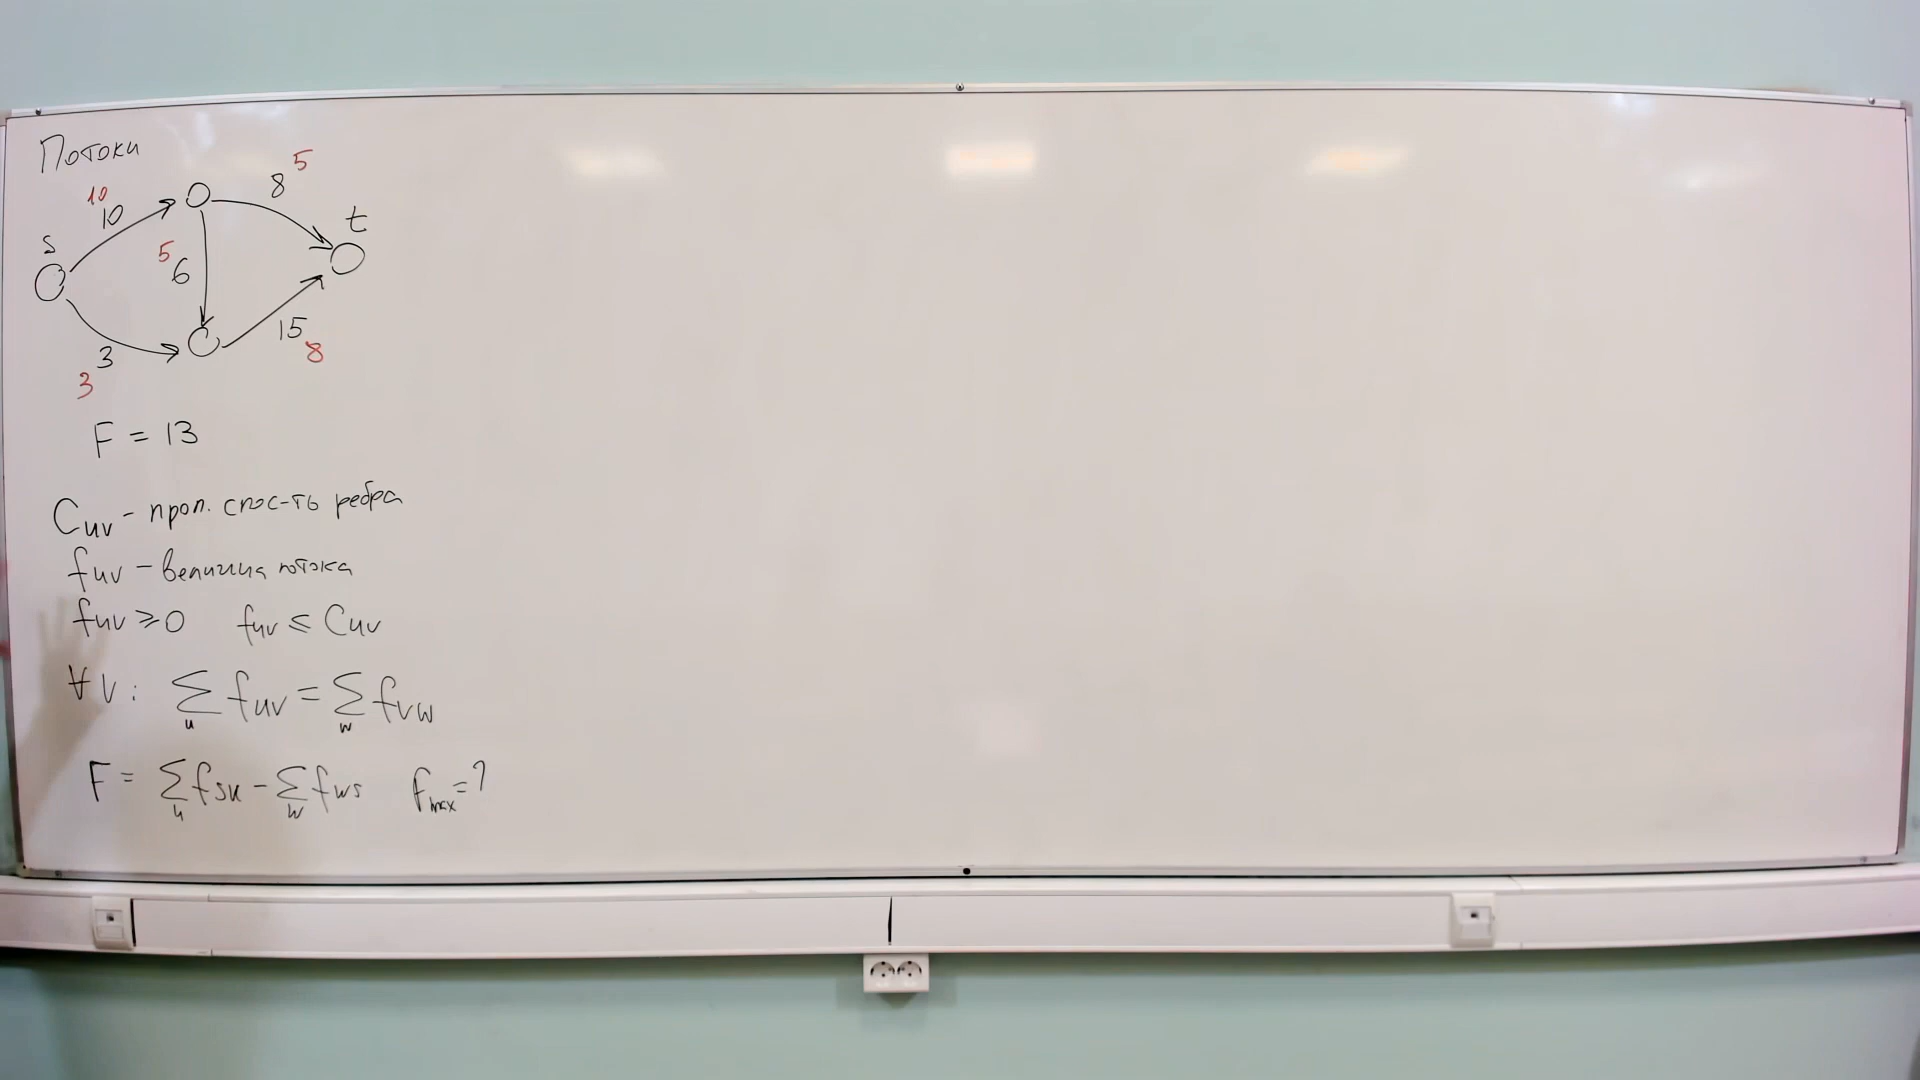 Потоки
5
10
8
10
t
s
5
6
15
8
3
3
F = 13
Cuv - проп. спос-ть ребра
fuv - величина потока
fuv ≥ 0 fuv ≤ Cuv
∀ v : ∑u fuv = ∑w fvw
F = ∑u fsu - ∑w fws fmax = ?